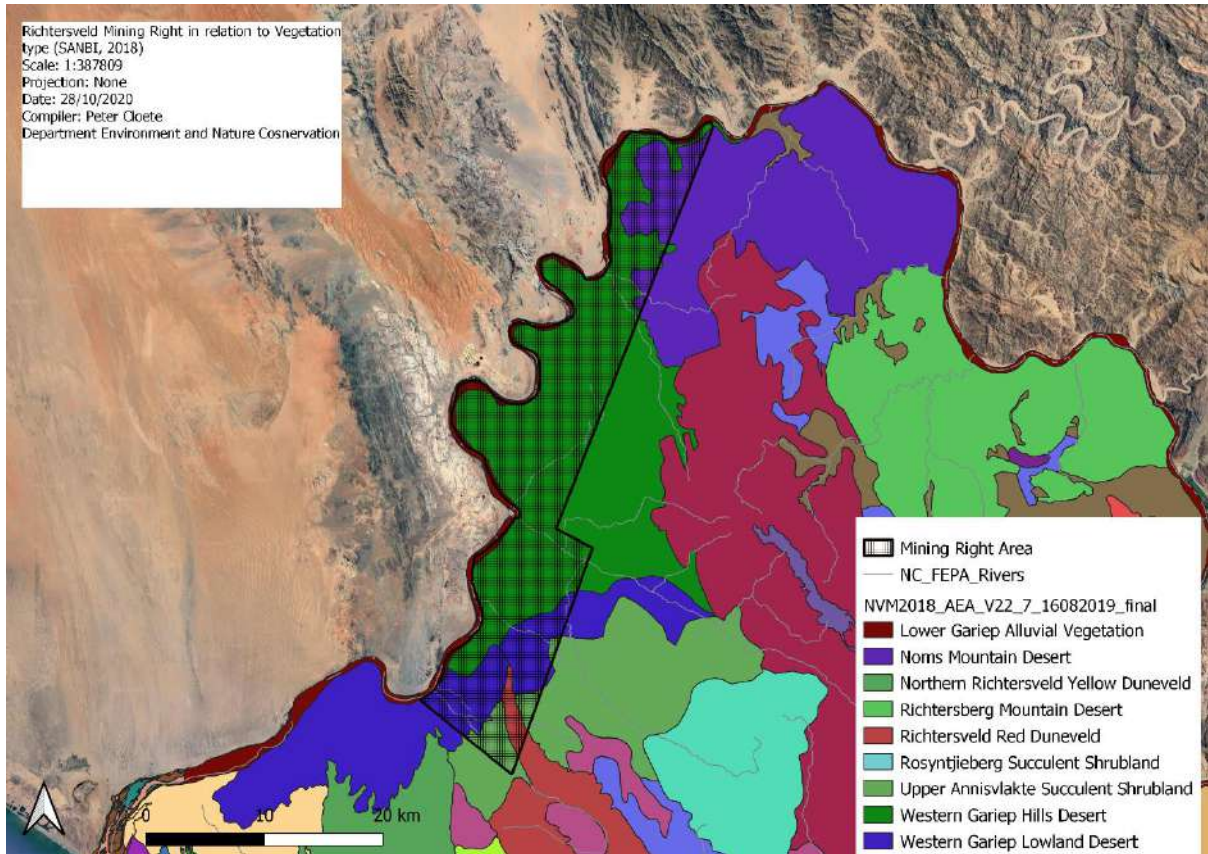 Richtersveld Mining Right in relation to Vegetation
type (SANBI, 2018)
Scale: 1:387809
Projection: None
Date: 28/10/2020
Compiler: Peter Cloete
Department Environment and Nature Cosnervation
Mining Right Area
NC_FEPA_Rivers
NVM2018_AEA_V22_7_16082019_final
Lower Gariep Alluvial Vegetation
Noms Mountain Desert
Northern Richtersveld Yellow Duneveld
Richtersberg Mountain Desert
Richtersveld Red Duneveld
Rosyntjieberg Succulent Shrubland
Upper Annisvlakte Succulent Shrubland
Western Gariep Hills Desert
Western Gariep Lowland Desert
0 10 20 km